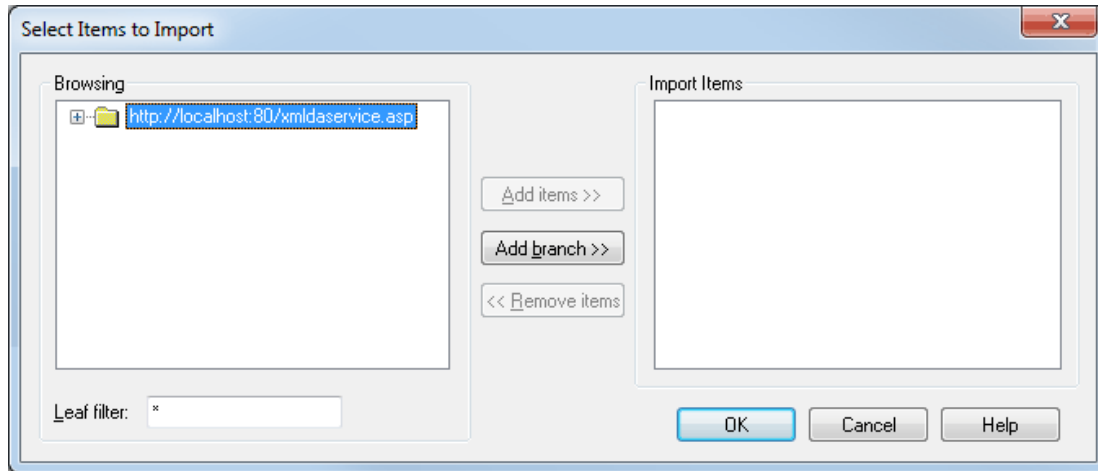 Select Items to Import
Browsing
http://localhost:80/xmldaservice.asp
Leaf filter: *
Add items >>
Add branch >>
<< Remove items
Import Items
OK
Cancel
Help